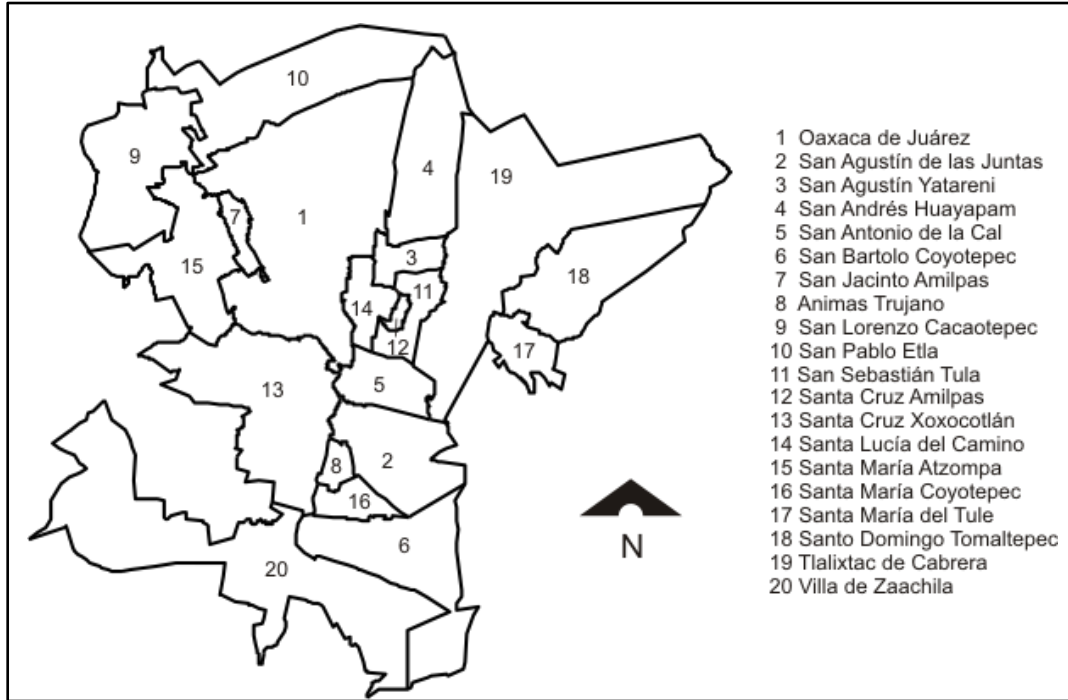 10
9
4
19
7
1
3
18
15
11
14
12
17
13
5
2
8
16
6
20
N
1 Oaxaca de Juárez
2 San Agustín de las Juntas
3 San Agustín Yatareni
4 San Andrés Huayapam
5 San Antonio de la Cal
6 San Bartolo Coyotepec
7 San Jacinto Amilpas
8 Animas Trujano
9 San Lorenzo Cacaotepec
10 San Pablo Etla
11 San Sebastián Tula
12 Santa Cruz Amilpas
13 Santa Cruz Xoxocotlán
14 Santa Lucía del Camino
15 Santa María Atzompa
16 Santa María Coyotepec
17 Santa María del Tule
18 Santo Domingo Tomaltepec
19 Tlalixtac de Cabrera
20 Villa de Zaachila